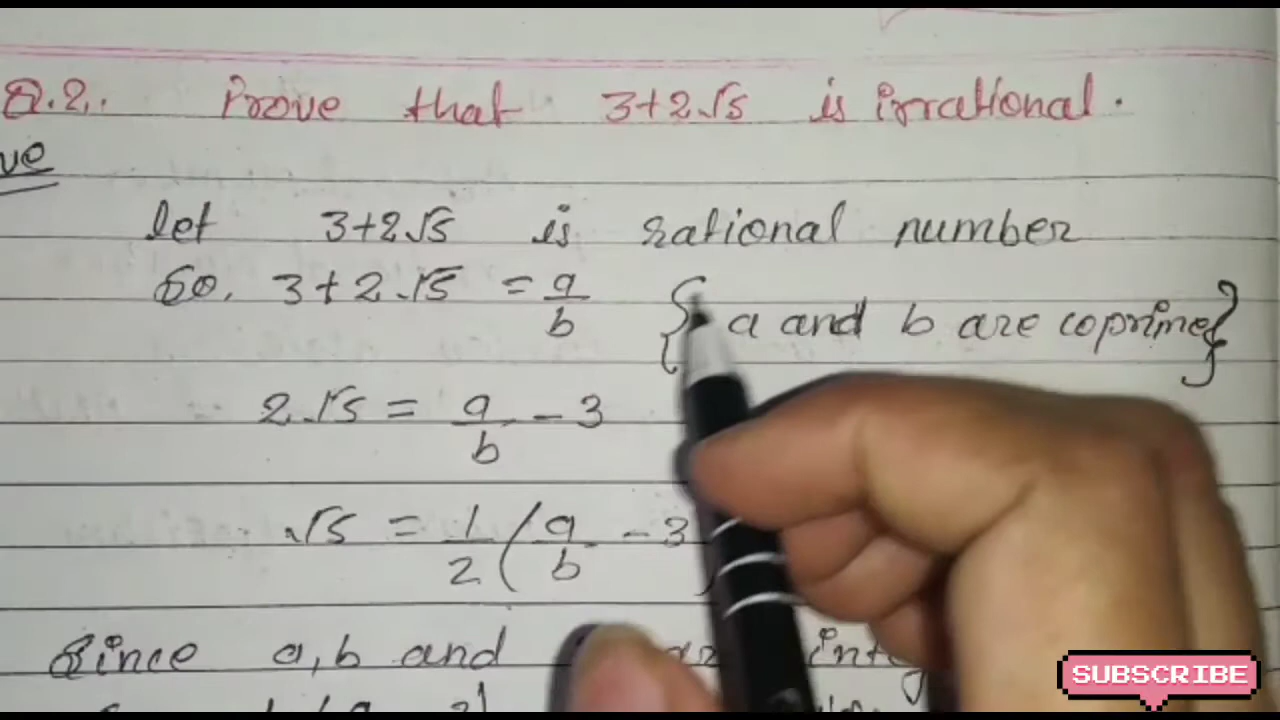 Q.2. Prove that 3+2√5 is irrational.
ve
let 3+2√5 is rational number
So. 3+2√5 = a/b { a and b are coprime}
2√5 = a/b - 3
√5 = 1/2 ( a/b - 3
Since a, b and
SUBSCRIBE